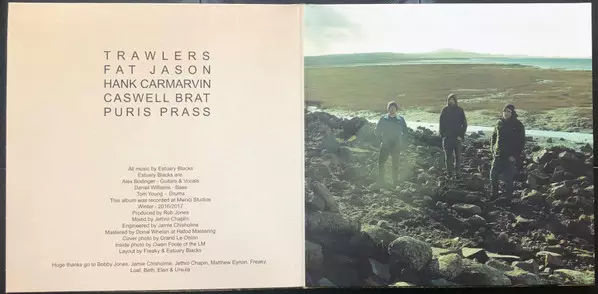 TRAWLERS
FAT JASON
HANK CARMARVIN
CASWELL BRAT
PURIS PRASS
All music by Estuary Blacks
Estuary Blacks are
Alex Bodinger - Guitars & Vocals
Daniel Williams - Bass
Tom Young - Drums
This album was recorded at Mwnci Studios
Winter - 2016/2017
Produced by Rob Jones
Mixed by Jethro Chaplin
Engineered by Jamie Chisholme
Mastered by Donal Whelan at Hafod Mastering
Cover photo by Grand Le Onion
Inside photo by Owen Foote of the LM
Layout by Freaky & Estuary Blacks
Huge thanks go to Bobby Jones, Jamie Chisholme, Jethro Chapin, Matthew Eynon, Freaky
Loaf, Beth, Elen & Ursula